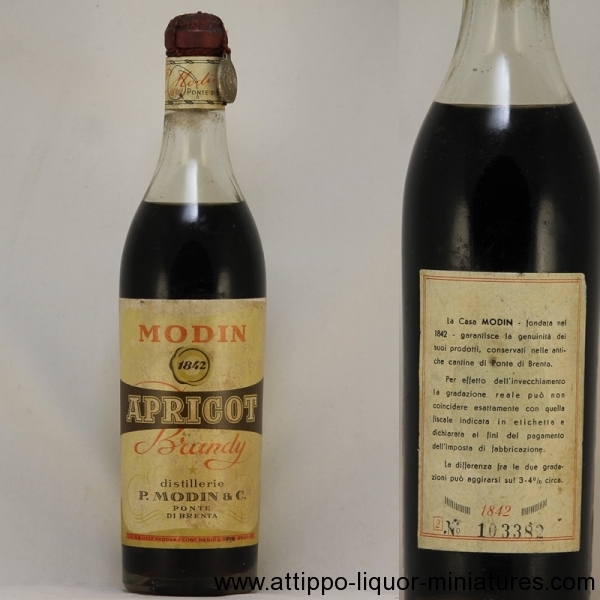 Modin
PONTE
MODIN
1842
APRICOT
Brandy
distillerie
P. MODIN & C.
PONTE
DI BRENTA
La Casa MODIN - fondata nel
1842 - garantisce la genuinità dei
suoi prodotti, conservati nelle anti-
che cantine di Ponte di Brenta.
Per effetto dell'invecchiamento
la gradazione reale può non
coincidere esattamente con quella
fiscale indicata in etichetta e
dichiarata ai fini del pagamento
dell'imposta di fabbricazione.
La differenza fra le due grada-
zioni può aggirarsi sul 3-4% circa.
1842
2 No 103382
www.attippo-liquor-miniatures.com